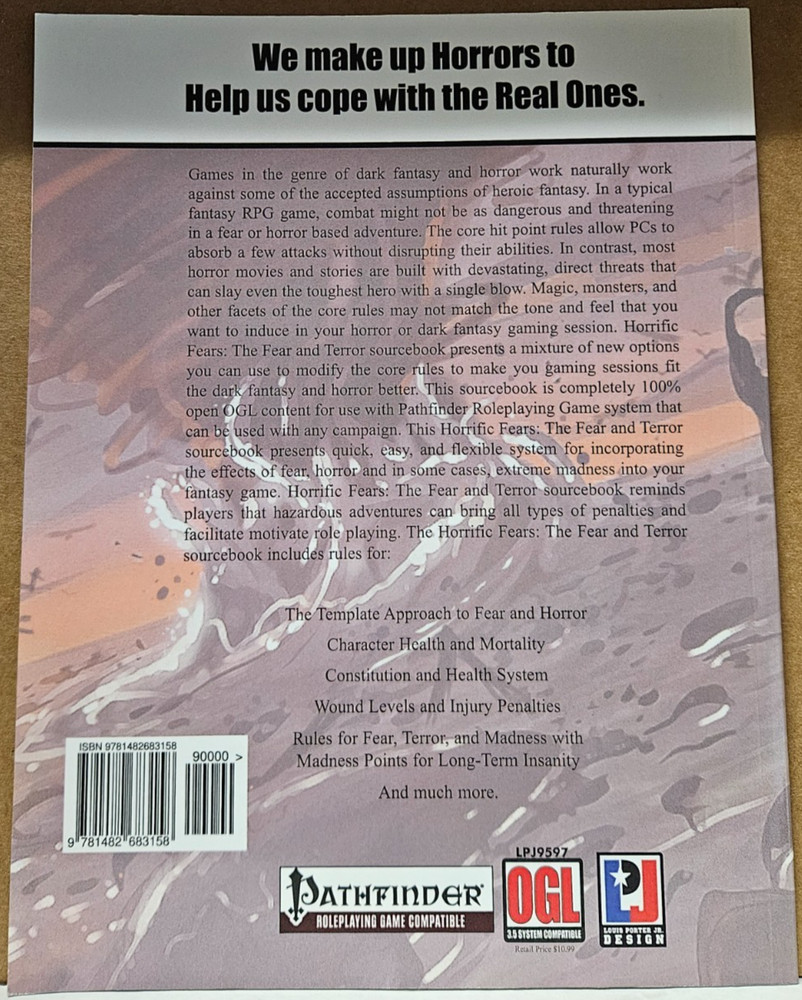 We make up Horrors to
Help us cope with the Real Ones.
Games in the genre of dark fantasy and horror work naturally work
against some of the accepted assumptions of heroic fantasy. In a typical
fantasy RPG game, combat might not be as dangerous and threatening
in a fear or horror based adventure. The core hit point rules allow PCs to
absorb a few attacks without disrupting their abilities. In contrast, most
horror movies and stories are built with devastating, direct threats that
can slay even the toughest hero with a single blow. Magic, monsters, and
other facets of the core rules may not match the tone and feel that you
want to induce in your horror or dark fantasy gaming session. Horrific
Fears: The Fear and Terror sourcebook presents a mixture of new options
you can use to modify the core rules to make you gaming sessions fit
the dark fantasy and horror better. This sourcebook is completely 100%
open OGL content for use with Pathfinder Roleplaying Game system that
can be used with any campaign. This Horrific Fears: The Fear and Terror
sourcebook presents quick, easy, and flexible system for incorporating
the effects of fear, horror and in some cases, extreme madness into your
fantasy game. Horrific Fears: The Fear and Terror sourcebook reminds
players that hazardous adventures can bring all types of penalties and
facilitate motivate role playing. The Horrific Fears: The Fear and Terror
sourcebook includes rules for:
The Template Approach to Fear and Horror
Character Health and Mortality
Constitution and Health System
Wound Levels and Injury Penalties
Rules for Fear, Terror, and Madness with
Madness Points for Long-Term Insanity
And much more.
ISBN 9781482683158
90000 >
9 781482 683158
PATHFINDER
ROLEPLAYING GAME COMPATIBLE
LPJ9597
OGL
3.5 SYSTEM COMPATIBLE
Retail Price $10.99
LPJ
LOUIS PORTER JR.
DESIGN